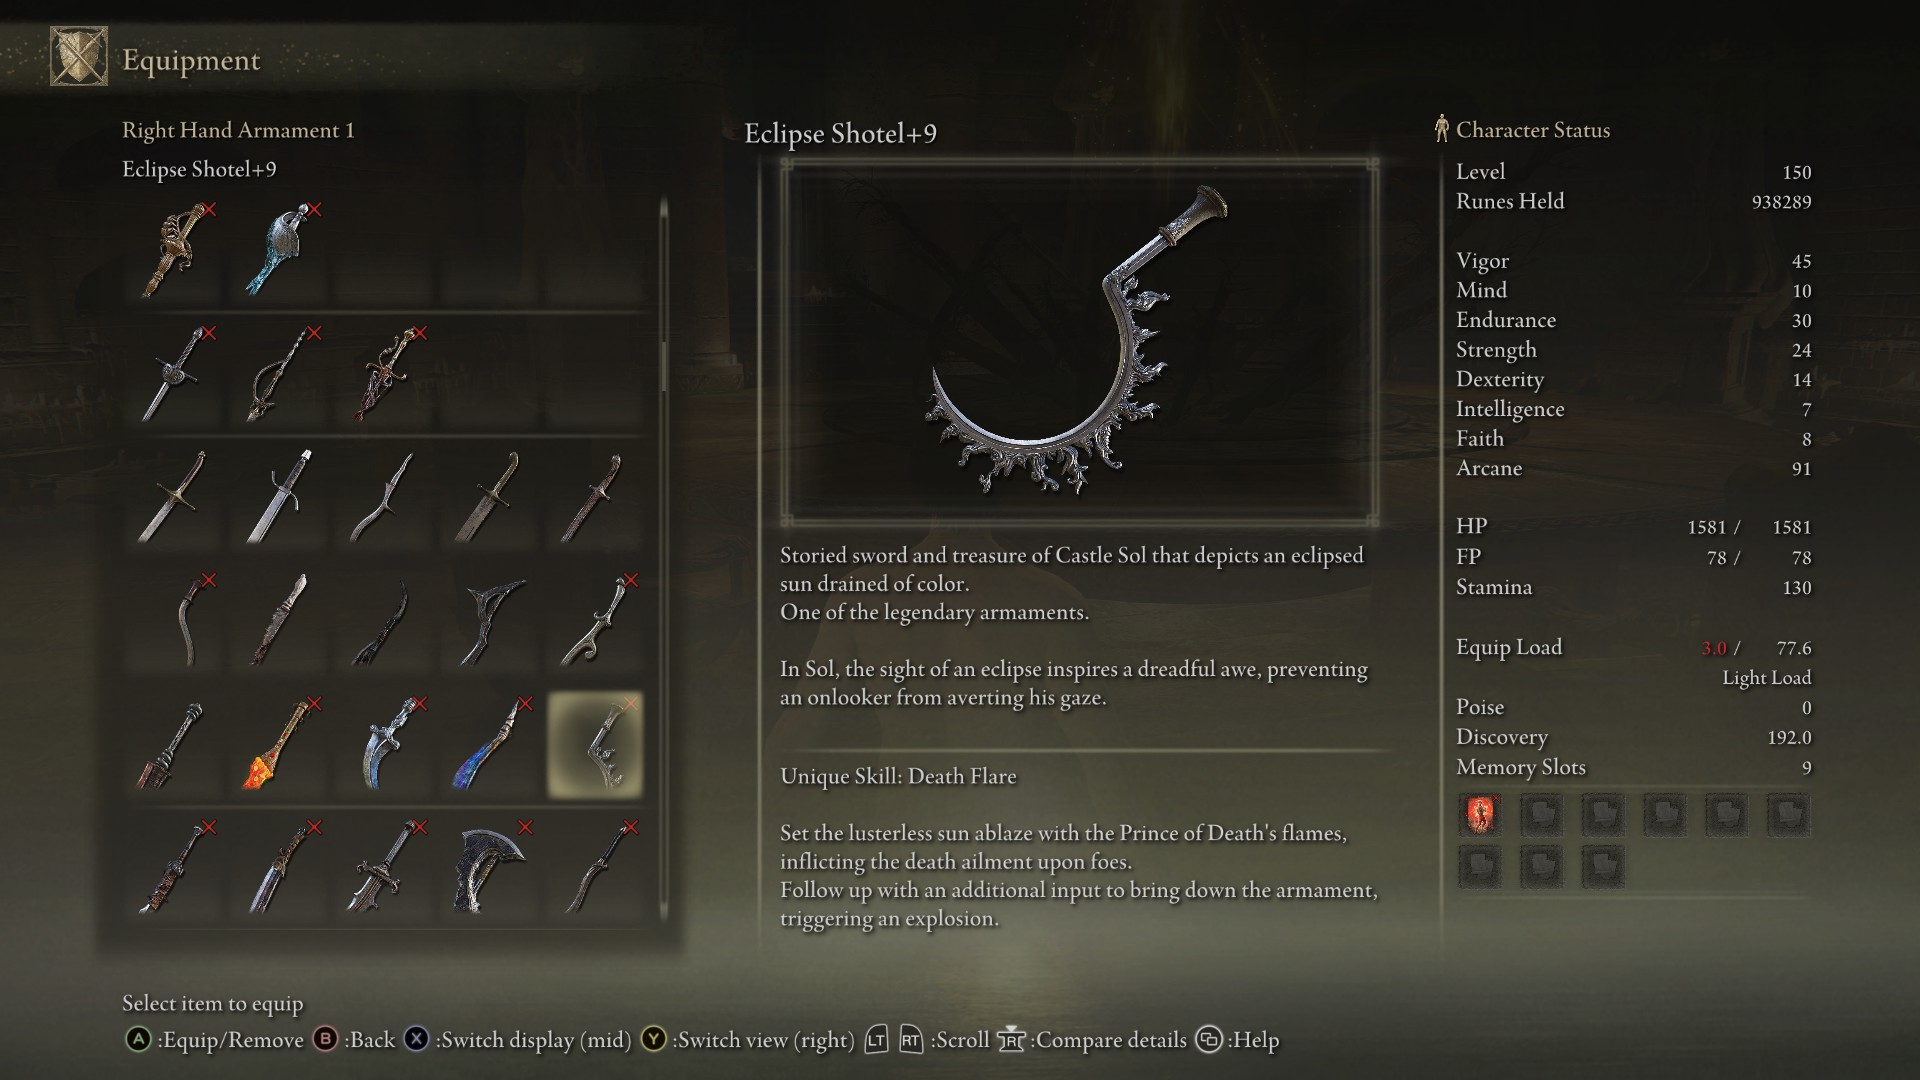 Equipment
Right Hand Armament 1
Eclipse Shotel+9
Eclipse Shotel+9
Storied sword and treasure of Castle Sol that depicts an eclipsed
sun drained of color.
One of the legendary armaments.
In Sol, the sight of an eclipse inspires a dreadful awe, preventing
an onlooker from averting his gaze.
Unique Skill: Death Flare
Set the lusterless sun ablaze with the Prince of Death's flames,
inflicting the death ailment upon foes.
Follow up with an additional input to bring down the armament,
triggering an explosion.
Character Status
Level 150
Runes Held 938289
Vigor 45
Mind 10
Endurance 30
Strength 24
Dexterity 14
Intelligence 7
Faith 8
Arcane 91
HP 1581 / 1581
FP 78 / 78
Stamina 130
Equip Load 3.0 / 77.6
Light Load
Poise 0
Discovery 192.0
Memory Slots 9
Select item to equip
A :Equip/Remove B :Back X :Switch display (mid) Y :Switch view (right) LT RT :Scroll R :Compare details :Help